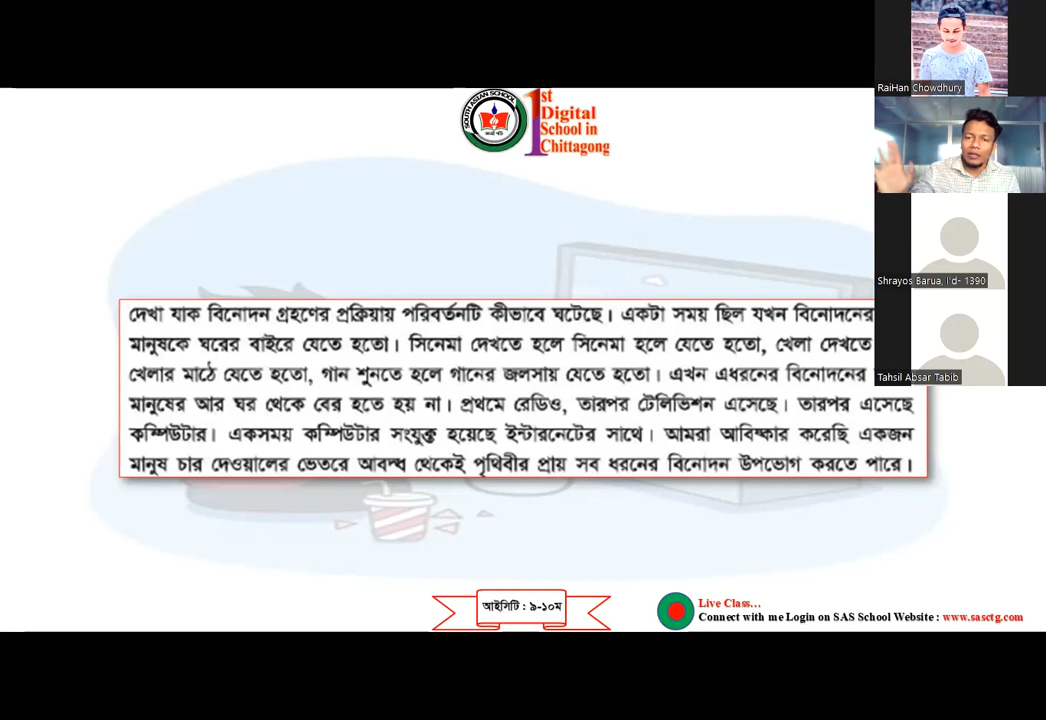 SOUTH ASIAN SCHOOL
1st
Digital
School in
Chittagong
RaiHan Chowdhury
Shrayos Barua, I'd- 1390
Tahsil Absar Tabib
দেখা যাক বিনোদন গ্রহণের প্রক্রিয়ায় পরিবর্তনটি কীভাবে ঘটেছে। একটা সময় ছিল যখন বিনোদনের
মানুষকে ঘরের বাইরে যেতে হতো। সিনেমা দেখতে হলে সিনেমা হলে যেতে হতো, খেলা দেখতে
খেলার মাঠে যেতে হতো, গান শুনতে হলে গানের জলসায় যেতে হতো। এখন এধরনের বিনোদনের
মানুষের আর ঘর থেকে বের হতে হয় না। প্রথমে রেডিও, তারপর টেলিভিশন এসেছে। তারপর এসেছে
কম্পিউটার। একসময় কম্পিউটার সংযুক্ত হয়েছে ইন্টারনেটের সাথে। আমরা আবিষ্কার করেছি একজন
মানুষ চার দেওয়ালের ভেতরে আবদ্ধ থেকেই পৃথিবীর প্রায় সব ধরনের বিনোদন উপভোগ করতে পারে।
আইসিটি : ৯-১০ম
Live Class...
Connect with me Login on SAS School Website : www.sasctg.com